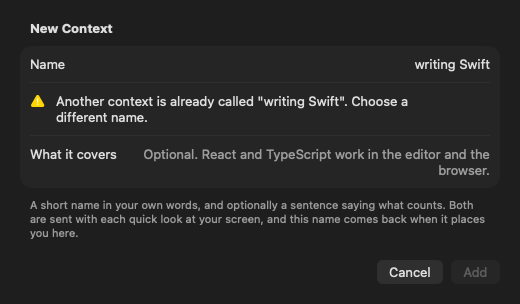 New Context
Name writing Swift
Another context is already called "writing Swift". Choose a
different name.
What it covers Optional. React and TypeScript work in the editor and the
browser.
A short name in your own words, and optionally a sentence saying what counts. Both
are sent with each quick look at your screen, and this name comes back when it places
you here.
Cancel Add